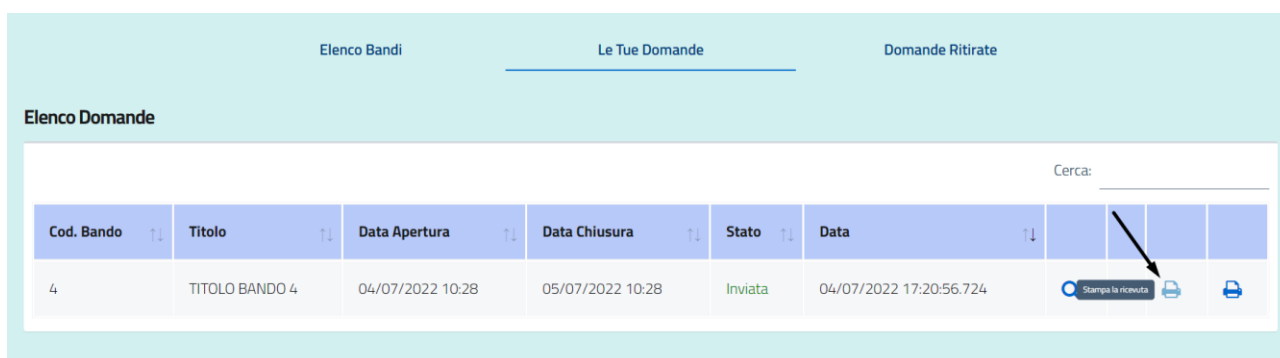 Elenco Bandi Le Tue Domande Domande Ritirate
Elenco Domande
Cerca:
Cod. Bando Titolo Data Apertura Data Chiusura Stato Data
4 TITOLO BANDO 4 04/07/2022 10:28 05/07/2022 10:28 Inviata 04/07/2022 17:20:56.724 Stampa la ricevuta